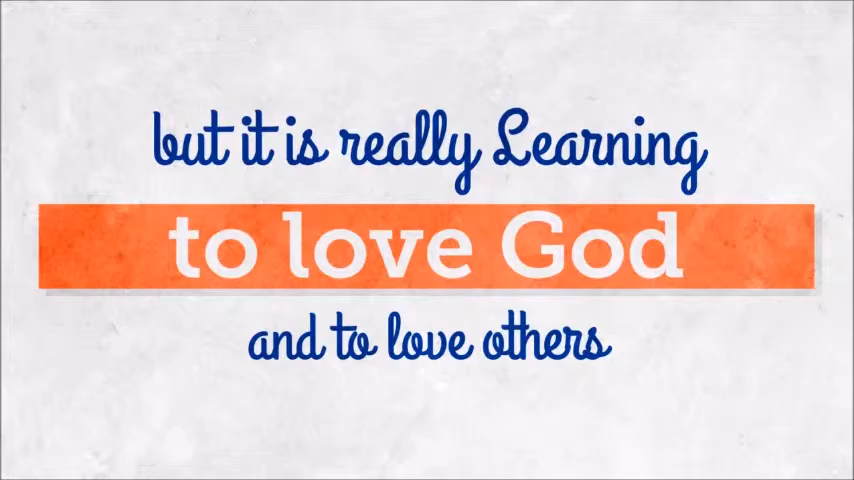 but it is really Learning
to love God
and to love others